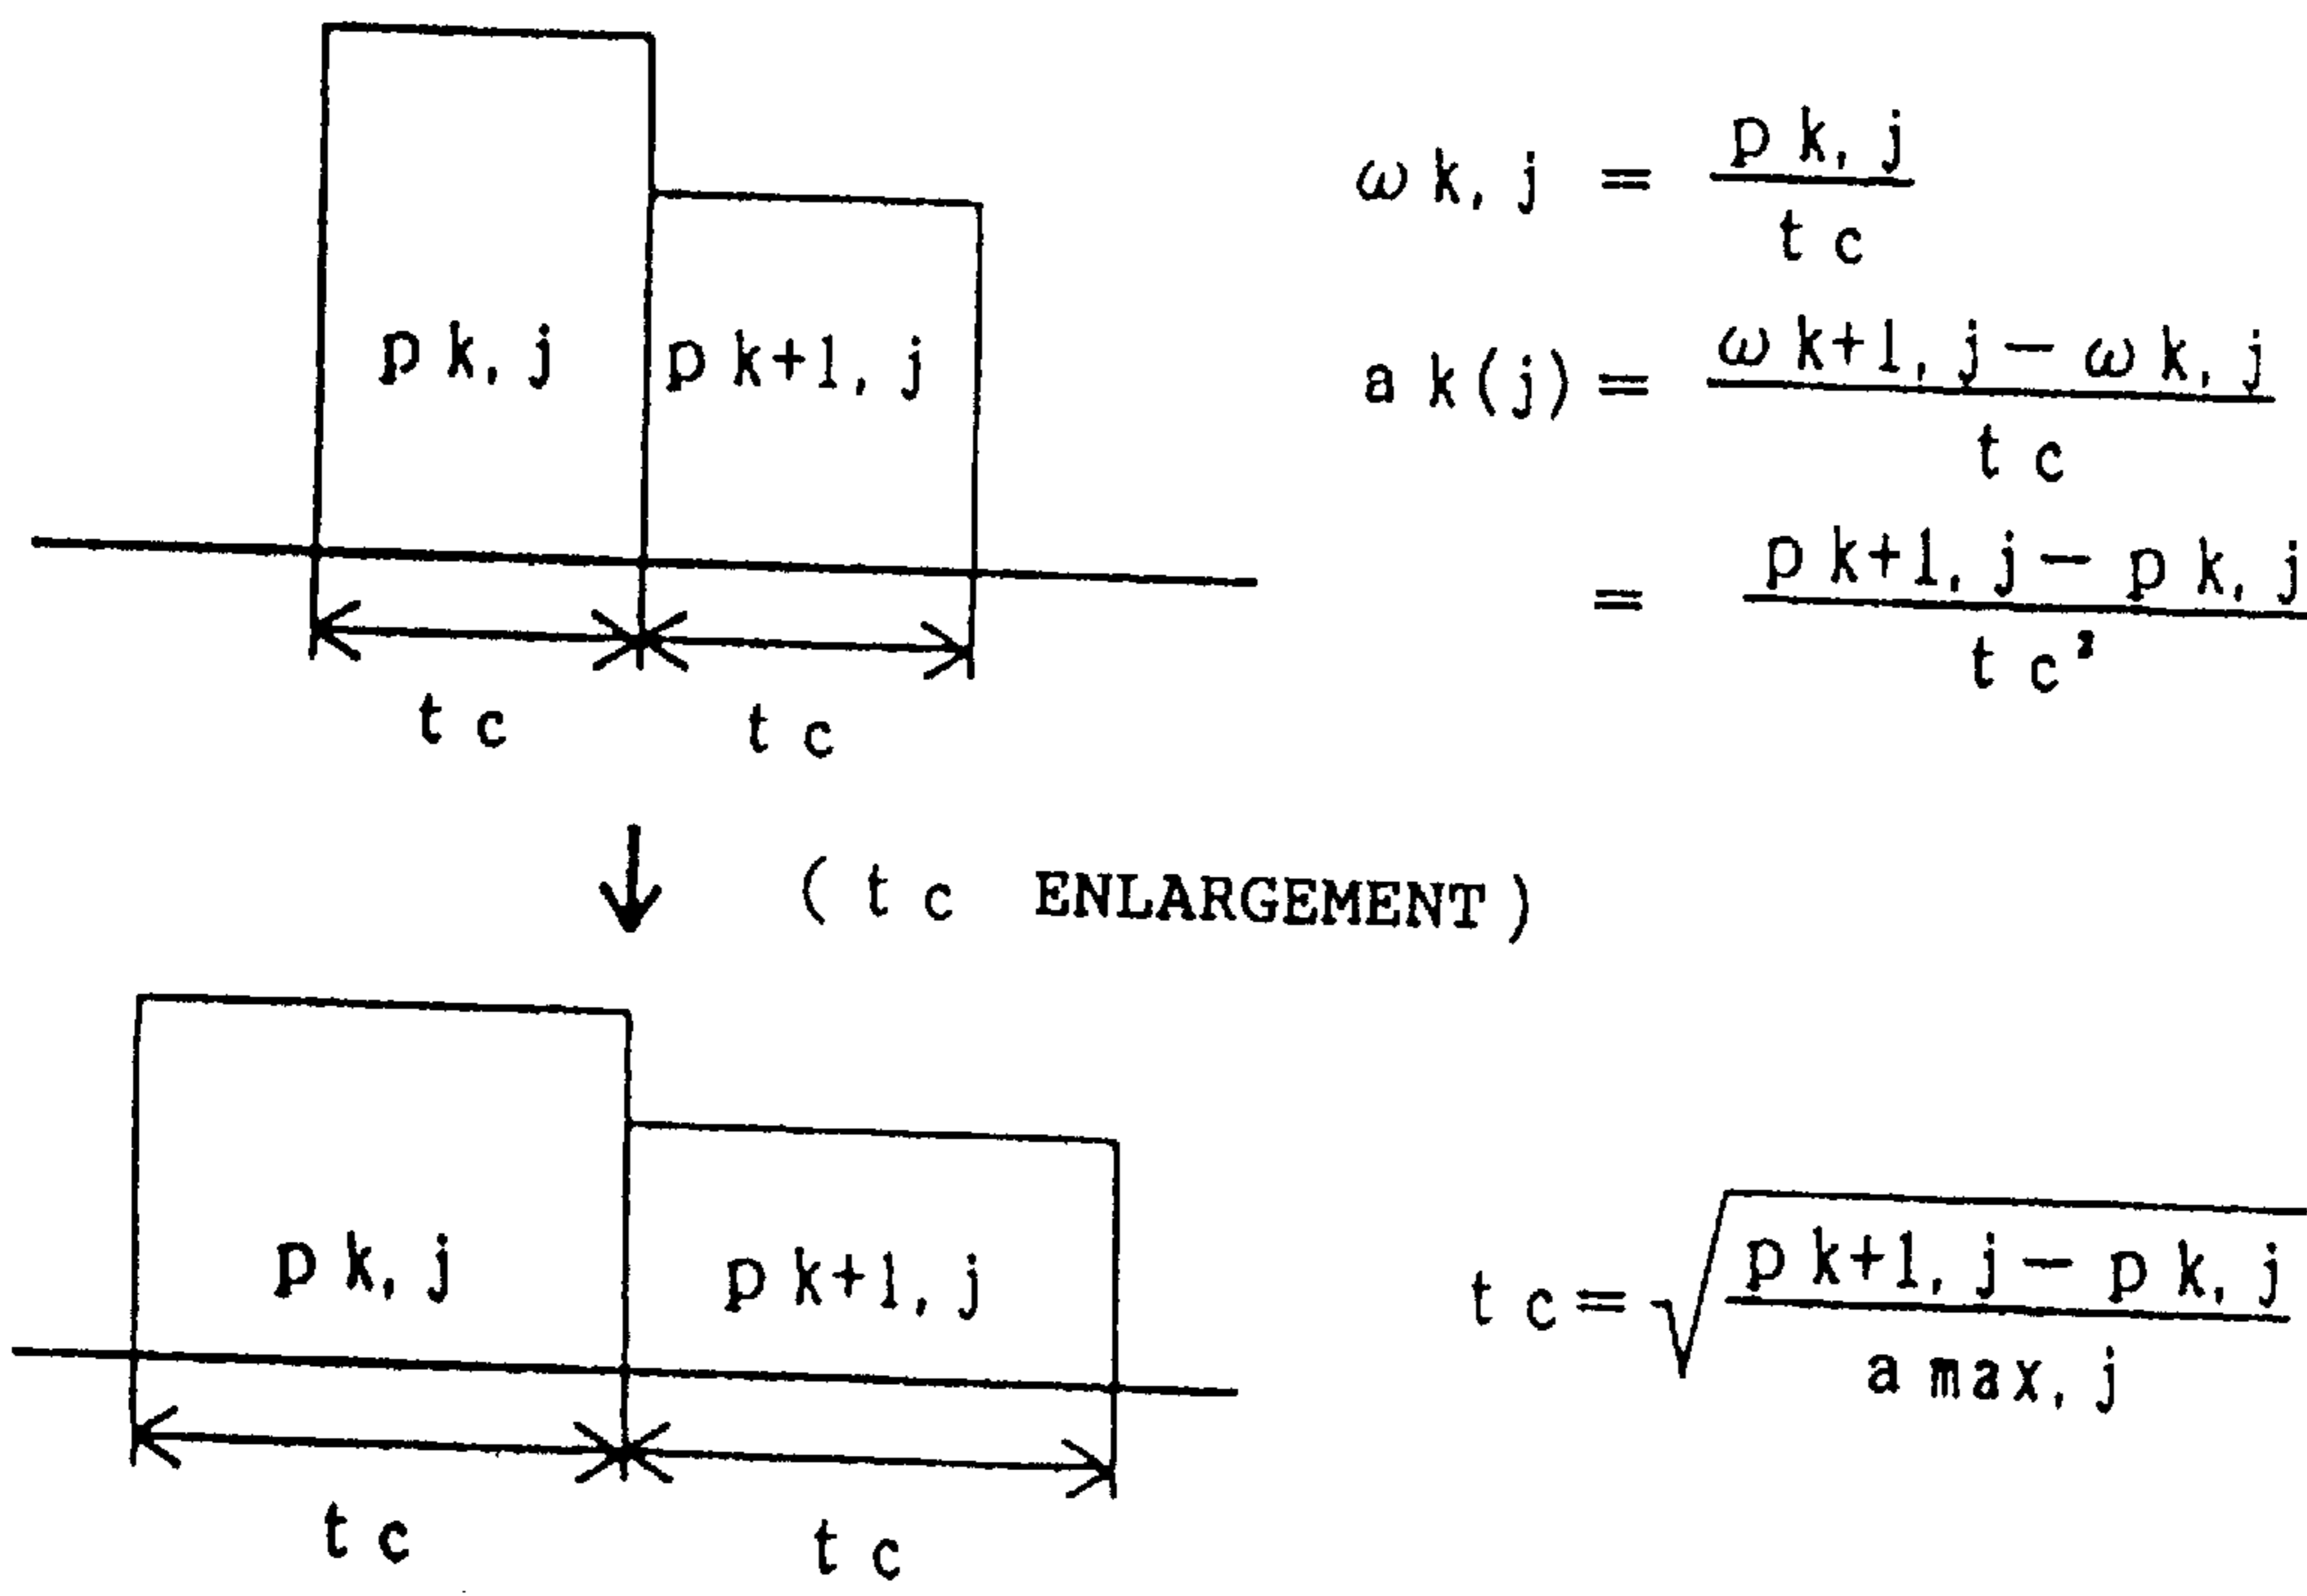 p k, j p k+1, j
t c t c
ω k, j = p k, j / t c
a k(j) = ω k+1, j − ω k, j / t c
= p k+1, j − p k, j / t c²
( t c ENLARGEMENT )
p k, j p k+1, j
t c t c
t c = √ p k+1, j − p k, j / a max, j